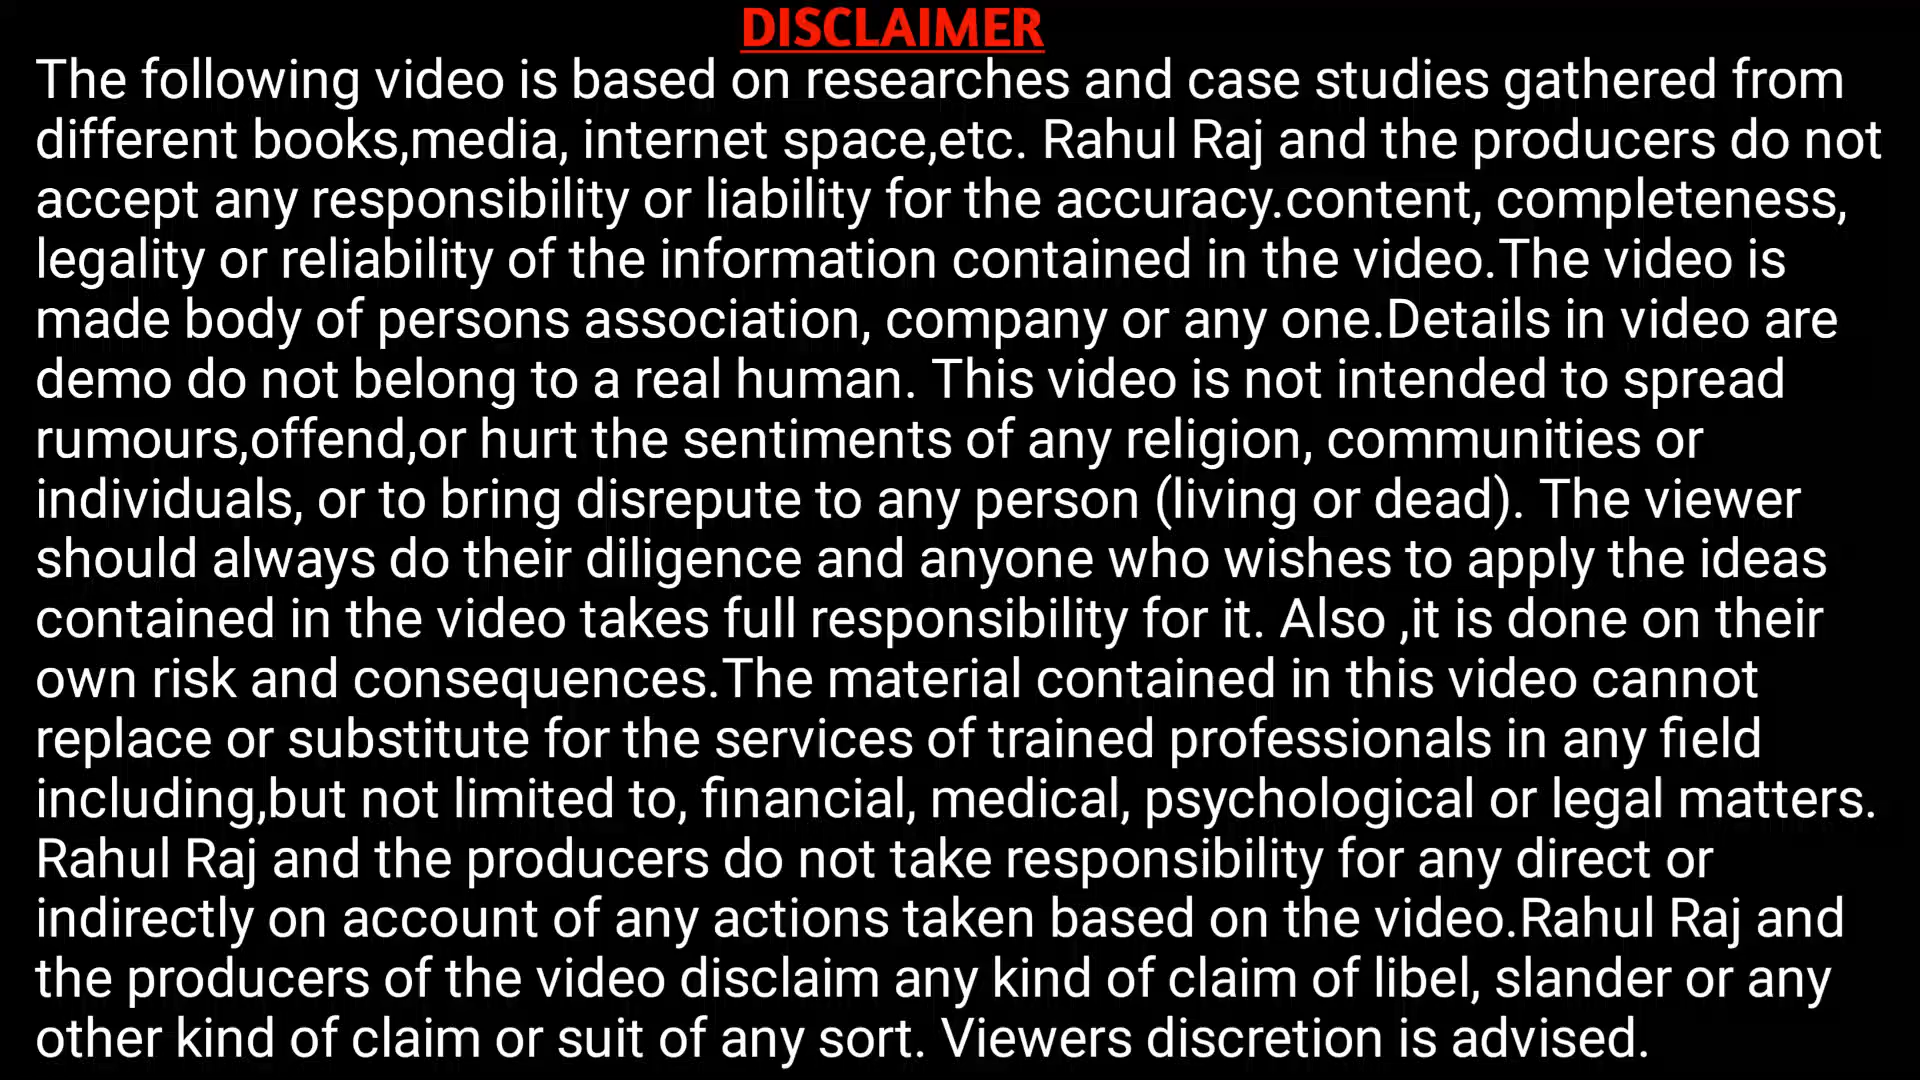 DISCLAIMER
The following video is based on researches and case studies gathered from
different books,media, internet space,etc. Rahul Raj and the producers do not
accept any responsibility or liability for the accuracy.content, completeness,
legality or reliability of the information contained in the video.The video is
made body of persons association, company or any one.Details in video are
demo do not belong to a real human. This video is not intended to spread
rumours,offend,or hurt the sentiments of any religion, communities or
individuals, or to bring disrepute to any person (living or dead). The viewer
should always do their diligence and anyone who wishes to apply the ideas
contained in the video takes full responsibility for it. Also ,it is done on their
own risk and consequences.The material contained in this video cannot
replace or substitute for the services of trained professionals in any field
including,but not limited to, financial, medical, psychological or legal matters.
Rahul Raj and the producers do not take responsibility for any direct or
indirectly on account of any actions taken based on the video.Rahul Raj and
the producers of the video disclaim any kind of claim of libel, slander or any
other kind of claim or suit of any sort. Viewers discretion is advised.